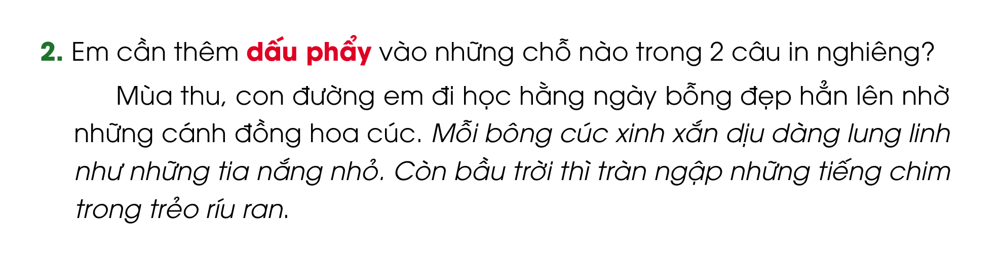 2. Em cần thêm dấu phẩy vào những chỗ nào trong 2 câu in nghiêng?
Mùa thu, con đường em đi học hằng ngày bỗng đẹp hẳn lên nhờ
những cánh đồng hoa cúc. Mỗi bông cúc xinh xắn dịu dàng lung linh
như những tia nắng nhỏ. Còn bầu trời thì tràn ngập những tiếng chim
trong trẻo ríu ran.